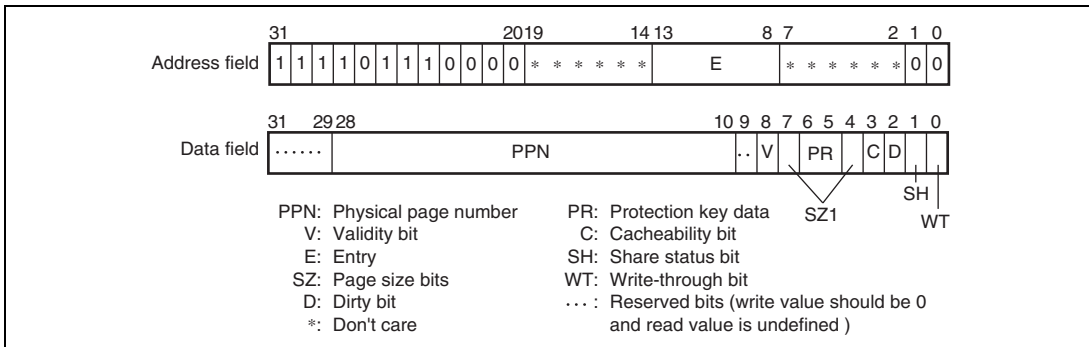 31 2019 14 13 8 7 2 1 0
Address field 1 1 1 1 0 1 1 1 0 0 0 0 * * * * * * E * * * * * * 0 0
31 29 28 10 9 8 7 6 5 4 3 2 1 0
Data field ······ PPN ·· V PR C D
SZ1 SH WT
PPN: Physical page number PR: Protection key data
V: Validity bit C: Cacheability bit
E: Entry SH: Share status bit
SZ: Page size bits WT: Write-through bit
D: Dirty bit ··· : Reserved bits (write value should be 0
*: Don't care and read value is undefined )